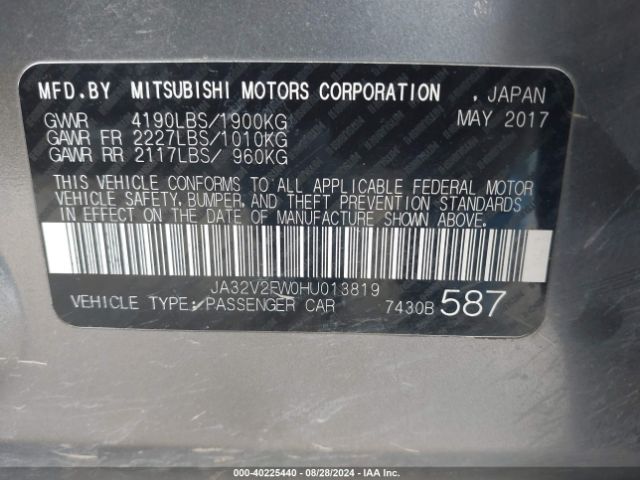 MFD.BY MITSUBISHI MOTORS CORPORATION , JAPAN
GVWR 4190LBS/1900KG MAY 2017
GAWR FR 2227LBS/1010KG
GAWR RR 2117LBS/ 960KG
THIS VEHICLE CONFORMS TO ALL APPLICABLE FEDERAL MOTOR
VEHICLE SAFETY, BUMPER, AND THEFT PREVENTION STANDARDS
IN EFFECT ON THE DATE OF MANUFACTURE SHOWN ABOVE.
JA32V2FW0HU013819
VEHICLE TYPE: PASSENGER CAR 7430B 587
000-40225440 - 08/28/2024 - IAA Inc.